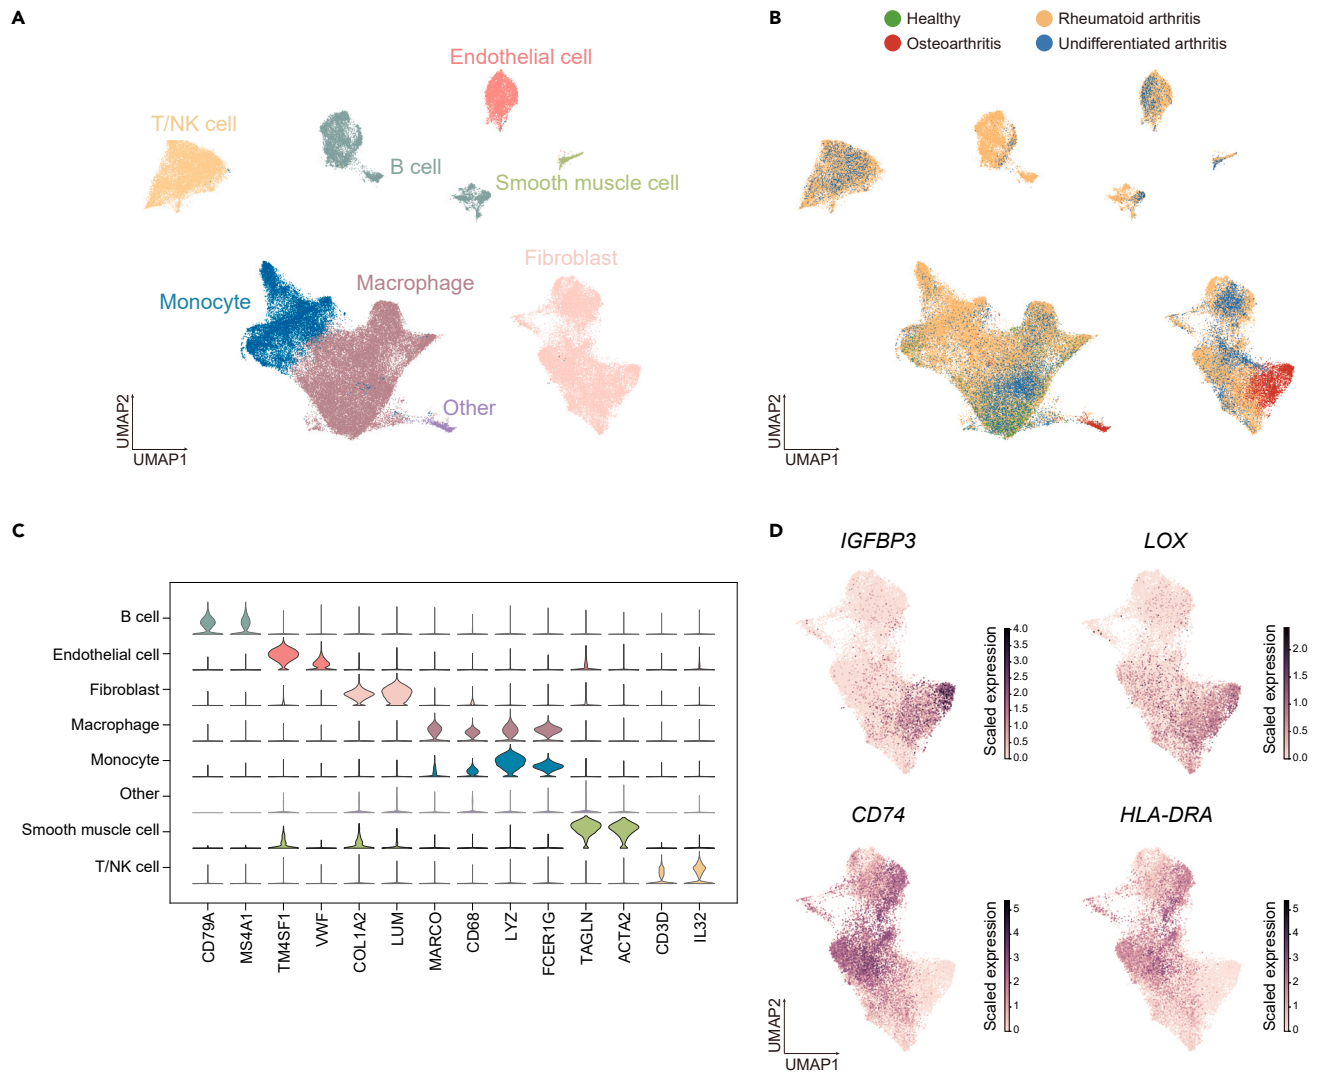 A
Endothelial cell
T/NK cell
B cell
Smooth muscle cell
Fibroblast
Macrophage
Monocyte
Other
UMAP2
UMAP1
B
Healthy
Rheumatoid arthritis
Osteoarthritis
Undifferentiated arthritis
UMAP2
UMAP1
C
B cell
Endothelial cell
Fibroblast
Macrophage
Monocyte
Other
Smooth muscle cell
T/NK cell
CD79A
MS4A1
TM4SF1
VWF
COL1A2
LUM
MARCO
CD68
LYZ
FCER1G
TAGLN
ACTA2
CD3D
IL32
D
IGFBP3
Scaled expression
4.0
3.5
3.0
2.5
2.0
1.5
1.0
0.5
0.0
LOX
Scaled expression
2.0
1.5
1.0
0.5
0.0
CD74
Scaled expression
5
4
3
2
1
0
HLA-DRA
Scaled expression
5
4
3
2
1
0
UMAP2
UMAP1